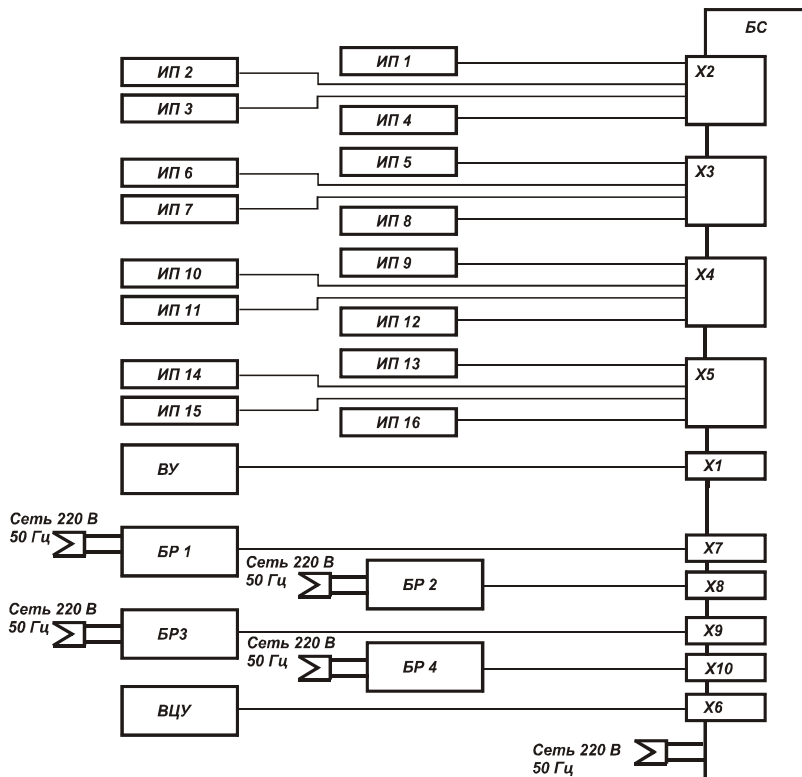 БС
ИП 1
ИП 2
X2
ИП 3
ИП 4
ИП 5
ИП 6
X3
ИП 7
ИП 8
ИП 9
ИП 10
X4
ИП 11
ИП 12
ИП 13
ИП 14
X5
ИП 15
ИП 16
ВУ
X1
Сеть 220 В
50 Гц
БР 1
X7
Сеть 220 В
50 Гц
БР 2
X8
Сеть 220 В
50 Гц
БР3
X9
Сеть 220 В
50 Гц
БР 4
X10
ВЦУ
X6
Сеть 220 В
50 Гц